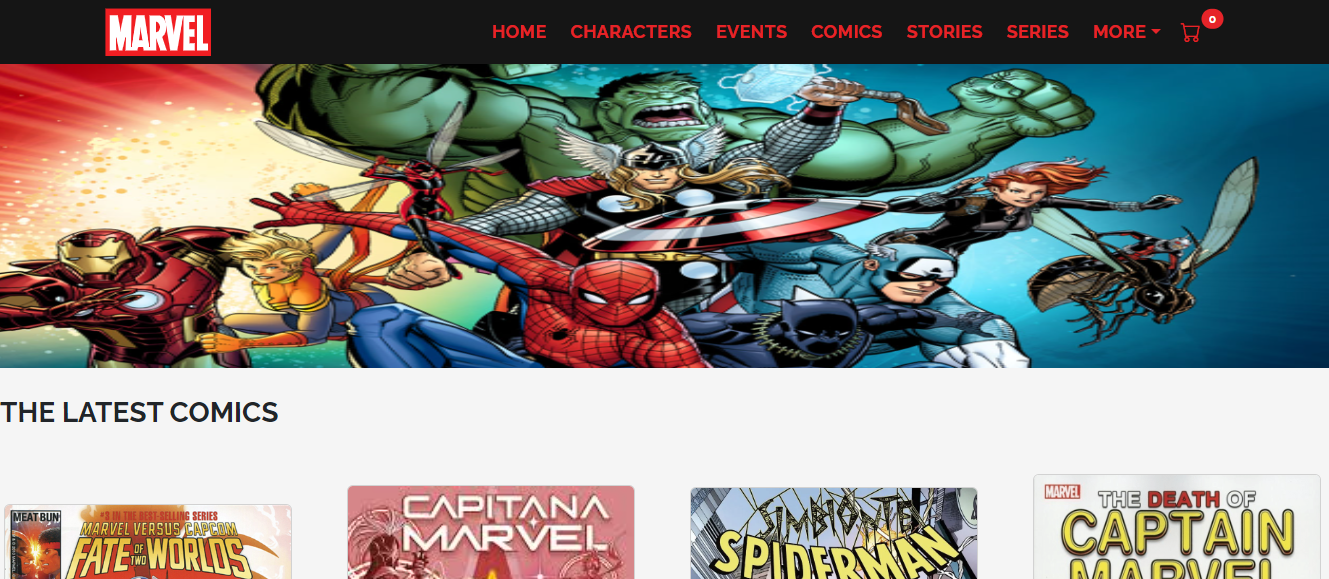 MARVEL
HOME CHARACTERS EVENTS COMICS STORIES SERIES MORE
0
THE LATEST COMICS
MEAT BUN
#3 IN THE BEST-SELLING SERIES
MARVEL VERSUS CAPCOM
FATE OF TWO WORLDS
CAPITANA
MARVEL
SIMBIONTE
SPIDERMAN
MARVEL
THE DEATH OF
CAPTAIN
MARVEL